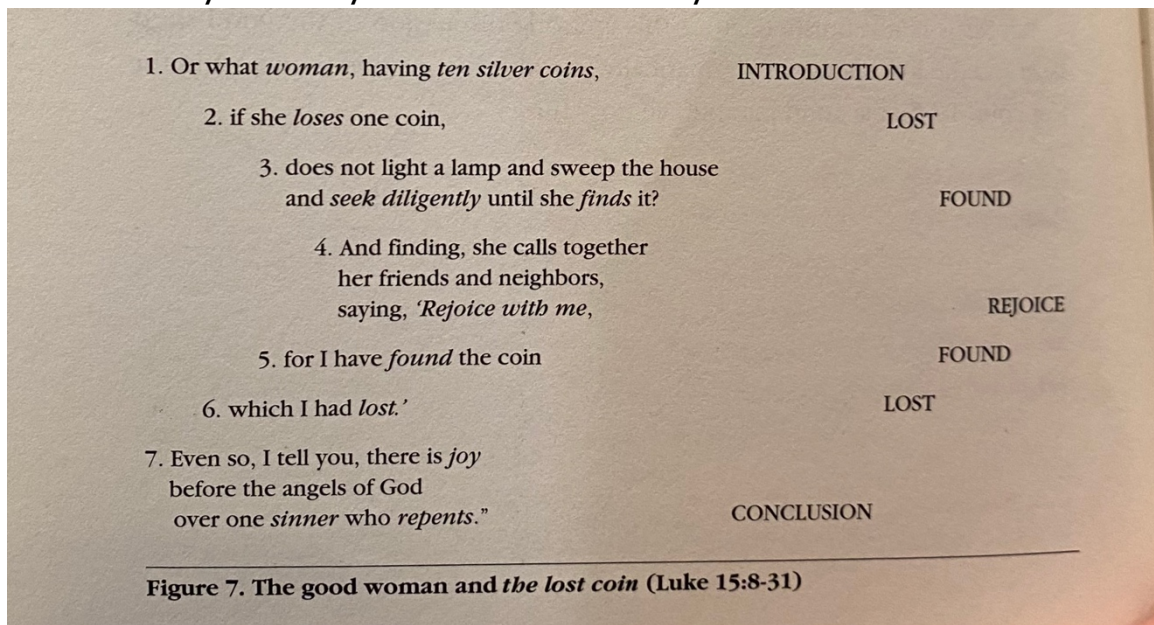 1. Or what woman, having ten silver coins, INTRODUCTION
2. if she loses one coin, LOST
3. does not light a lamp and sweep the house
and seek diligently until she finds it? FOUND
4. And finding, she calls together
her friends and neighbors,
saying, ‘Rejoice with me, REJOICE
5. for I have found the coin FOUND
6. which I had lost.’ LOST
7. Even so, I tell you, there is joy
before the angels of God
over one sinner who repents.” CONCLUSION
Figure 7. The good woman and the lost coin (Luke 15:8-31)